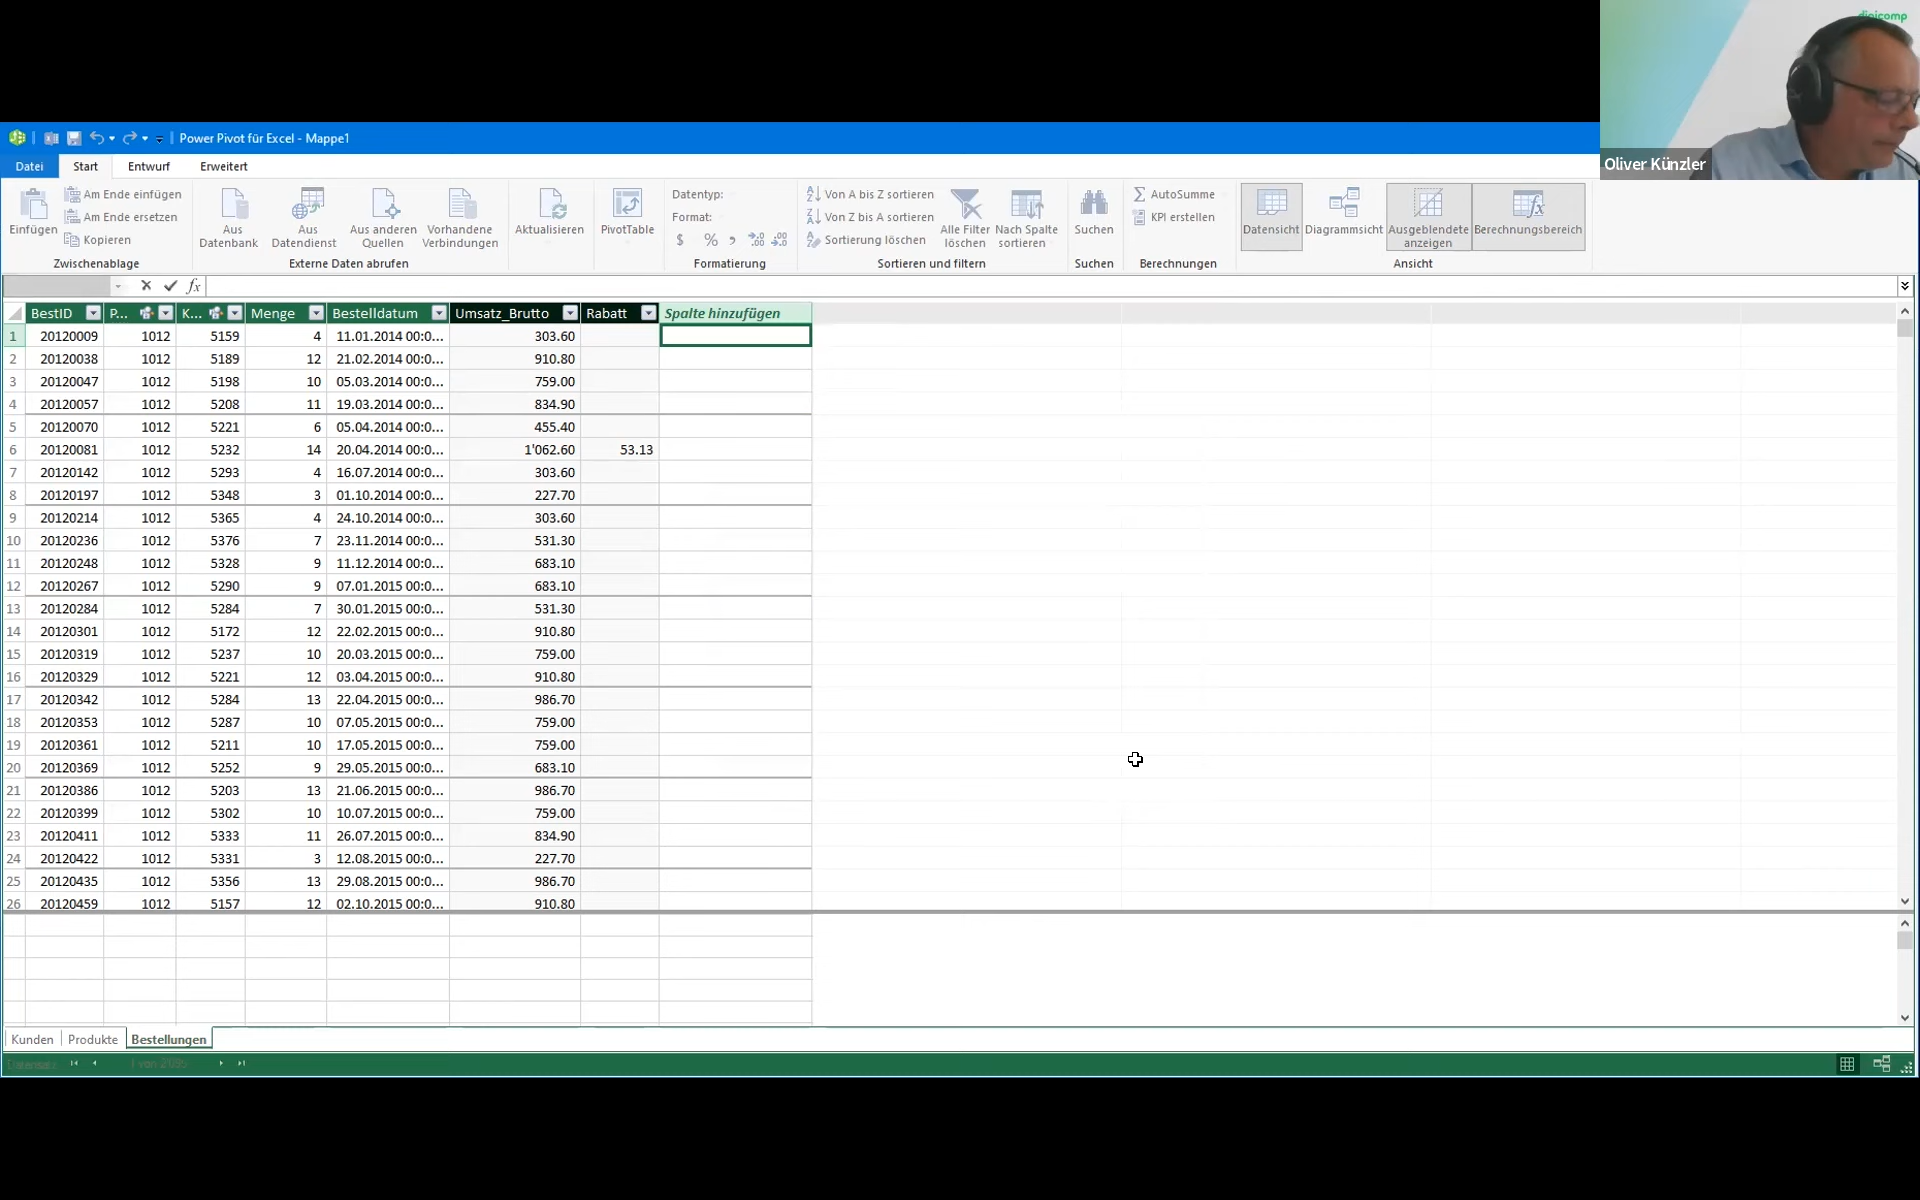 digicomp
Oliver Künzler
Power Pivot für Excel - Mappe1
Datei Start Entwurf Erweitert
Einfügen Am Ende einfügen Am Ende ersetzen Kopieren
Zwischenablage
Aus Datenbank Aus Datendienst Aus anderen Quellen Vorhandene Verbindungen
Externe Daten abrufen
Aktualisieren
PivotTable
Datentyp:
Format:
$ % ,
Formatierung
Von A bis Z sortieren
Von Z bis A sortieren
Sortierung löschen
Alle Filter löschen
Nach Spalte sortieren
Sortieren und filtern
Suchen
Suchen
AutoSumme
KPI erstellen
Berechnungen
Datensicht Diagrammsicht Ausgeblendete anzeigen Berechnungsbereich
Ansicht
fx
BestID P... K... Menge Bestelldatum Umsatz_Brutto Rabatt Spalte hinzufügen
1 20120009 1012 5159 4 11.01.2014 00:0... 303.60
2 20120038 1012 5189 12 21.02.2014 00:0... 910.80
3 20120047 1012 5198 10 05.03.2014 00:0... 759.00
4 20120057 1012 5208 11 19.03.2014 00:0... 834.90
5 20120070 1012 5221 6 05.04.2014 00:0... 455.40
6 20120081 1012 5232 14 20.04.2014 00:0... 1'062.60 53.13
7 20120142 1012 5293 4 16.07.2014 00:0... 303.60
8 20120197 1012 5348 3 01.10.2014 00:0... 227.70
9 20120214 1012 5365 4 24.10.2014 00:0... 303.60
10 20120236 1012 5376 7 23.11.2014 00:0... 531.30
11 20120248 1012 5328 9 11.12.2014 00:0... 683.10
12 20120267 1012 5290 9 07.01.2015 00:0... 683.10
13 20120284 1012 5284 7 30.01.2015 00:0... 531.30
14 20120301 1012 5172 12 22.02.2015 00:0... 910.80
15 20120319 1012 5237 10 20.03.2015 00:0... 759.00
16 20120329 1012 5221 12 03.04.2015 00:0... 910.80
17 20120342 1012 5284 13 22.04.2015 00:0... 986.70
18 20120353 1012 5287 10 07.05.2015 00:0... 759.00
19 20120361 1012 5211 10 17.05.2015 00:0... 759.00
20 20120369 1012 5252 9 29.05.2015 00:0... 683.10
21 20120386 1012 5203 13 21.06.2015 00:0... 986.70
22 20120399 1012 5302 10 10.07.2015 00:0... 759.00
23 20120411 1012 5333 11 26.07.2015 00:0... 834.90
24 20120422 1012 5331 3 12.08.2015 00:0... 227.70
25 20120435 1012 5356 13 29.08.2015 00:0... 986.70
26 20120459 1012 5157 12 02.10.2015 00:0... 910.80
Kunden Produkte Bestellungen